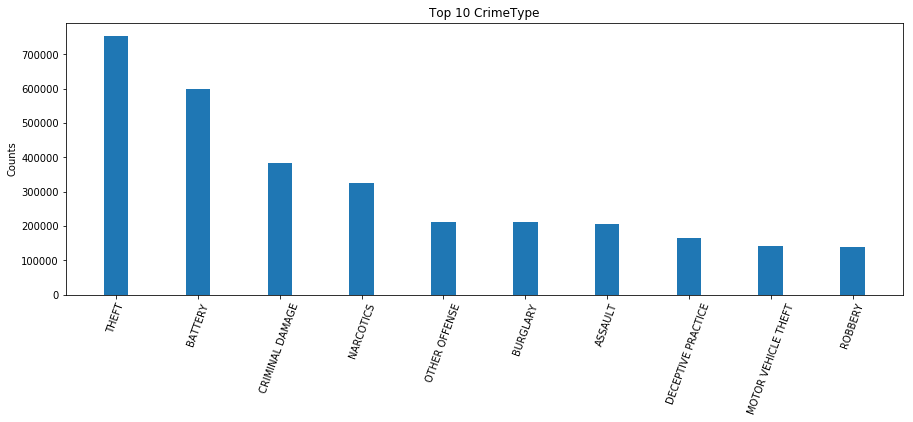 Top 10 CrimeType
Counts
700000
600000
500000
400000
300000
200000
100000
0
THEFT
BATTERY
CRIMINAL DAMAGE
NARCOTICS
OTHER OFFENSE
BURGLARY
ASSAULT
DECEPTIVE PRACTICE
MOTOR VEHICLE THEFT
ROBBERY